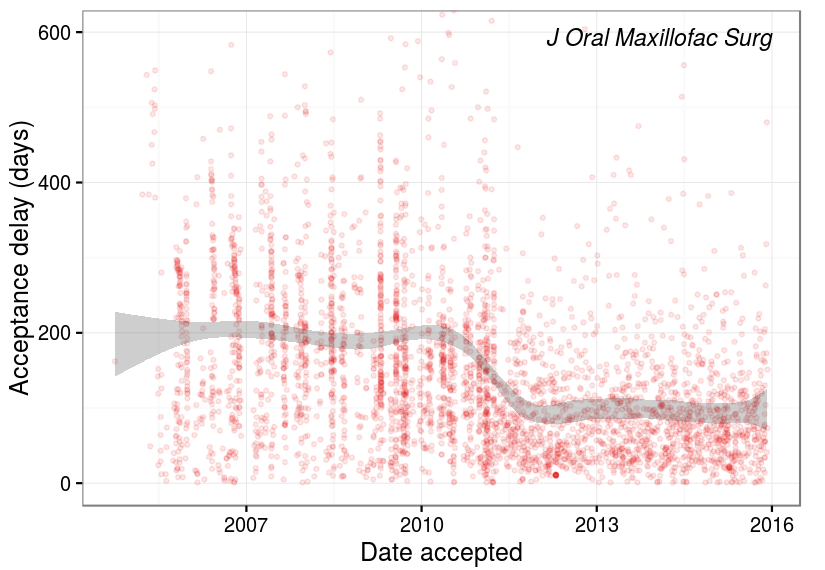 J Oral Maxillofac Surg
600
400
200
0
Acceptance delay (days)
2007 2010 2013 2016
Date accepted